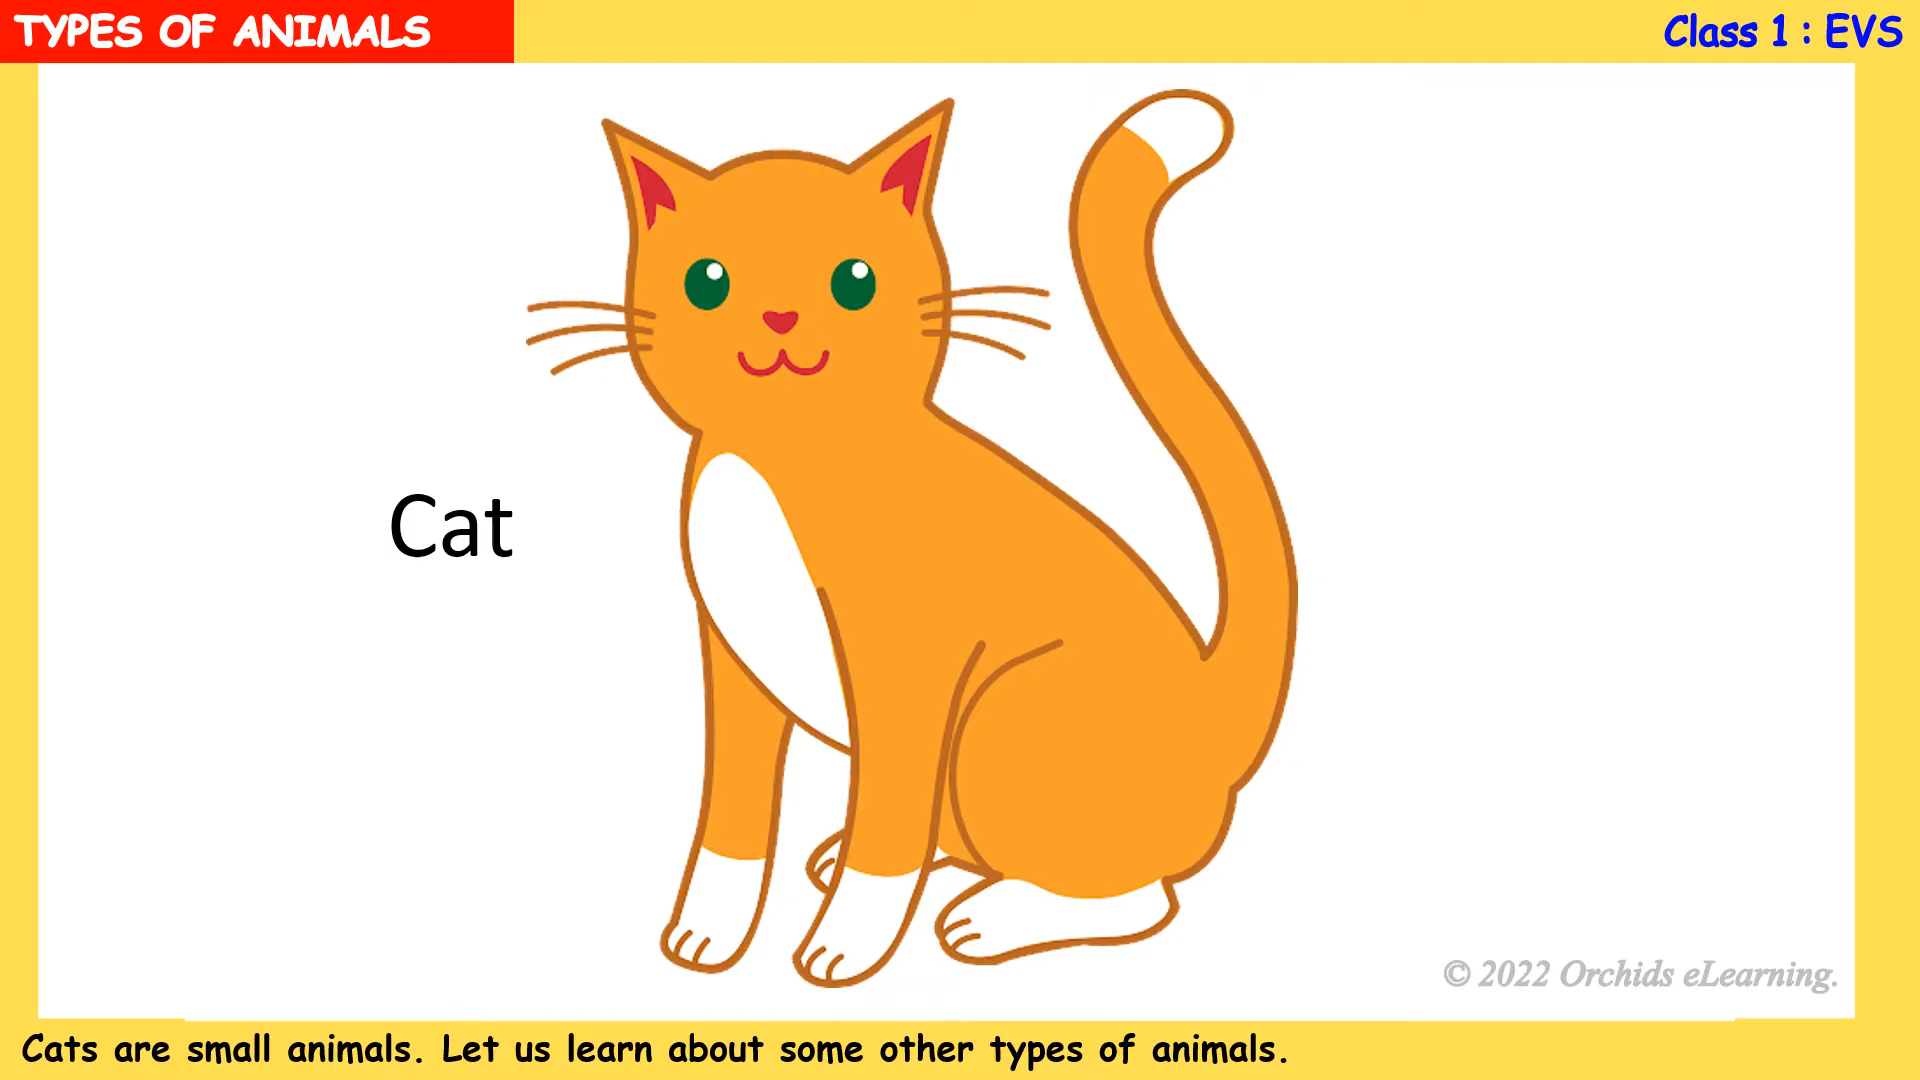 TYPES OF ANIMALS
Class 1 : EVS
Cat
© 2022 Orchids eLearning.
Cats are small animals. Let us learn about some other types of animals.